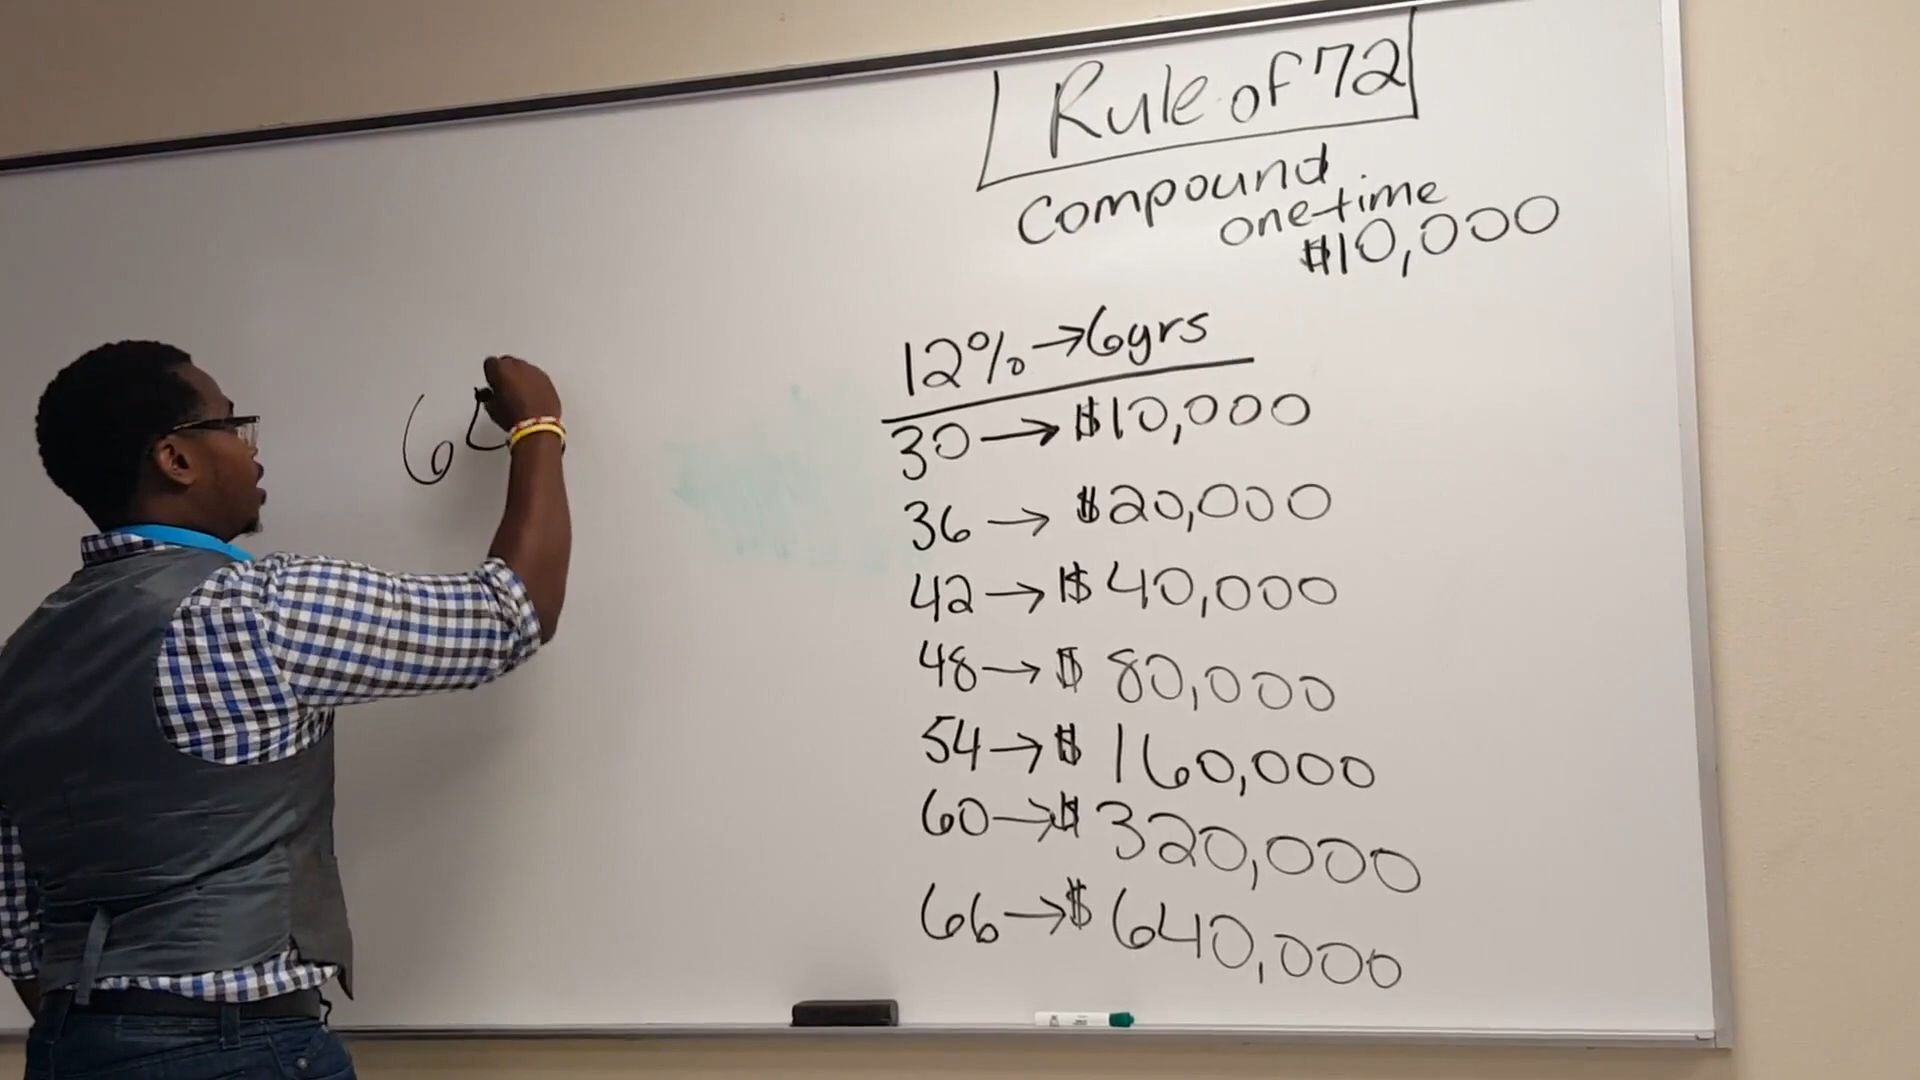 Rule of 72
compound
one-time
$10,000
12% → 6yrs
30 → $10,000
36 → $20,000
42 → $40,000
48 → $ 80,000
54 → $ 160,000
60 → $ 320,000
66 → $ 640,000
64